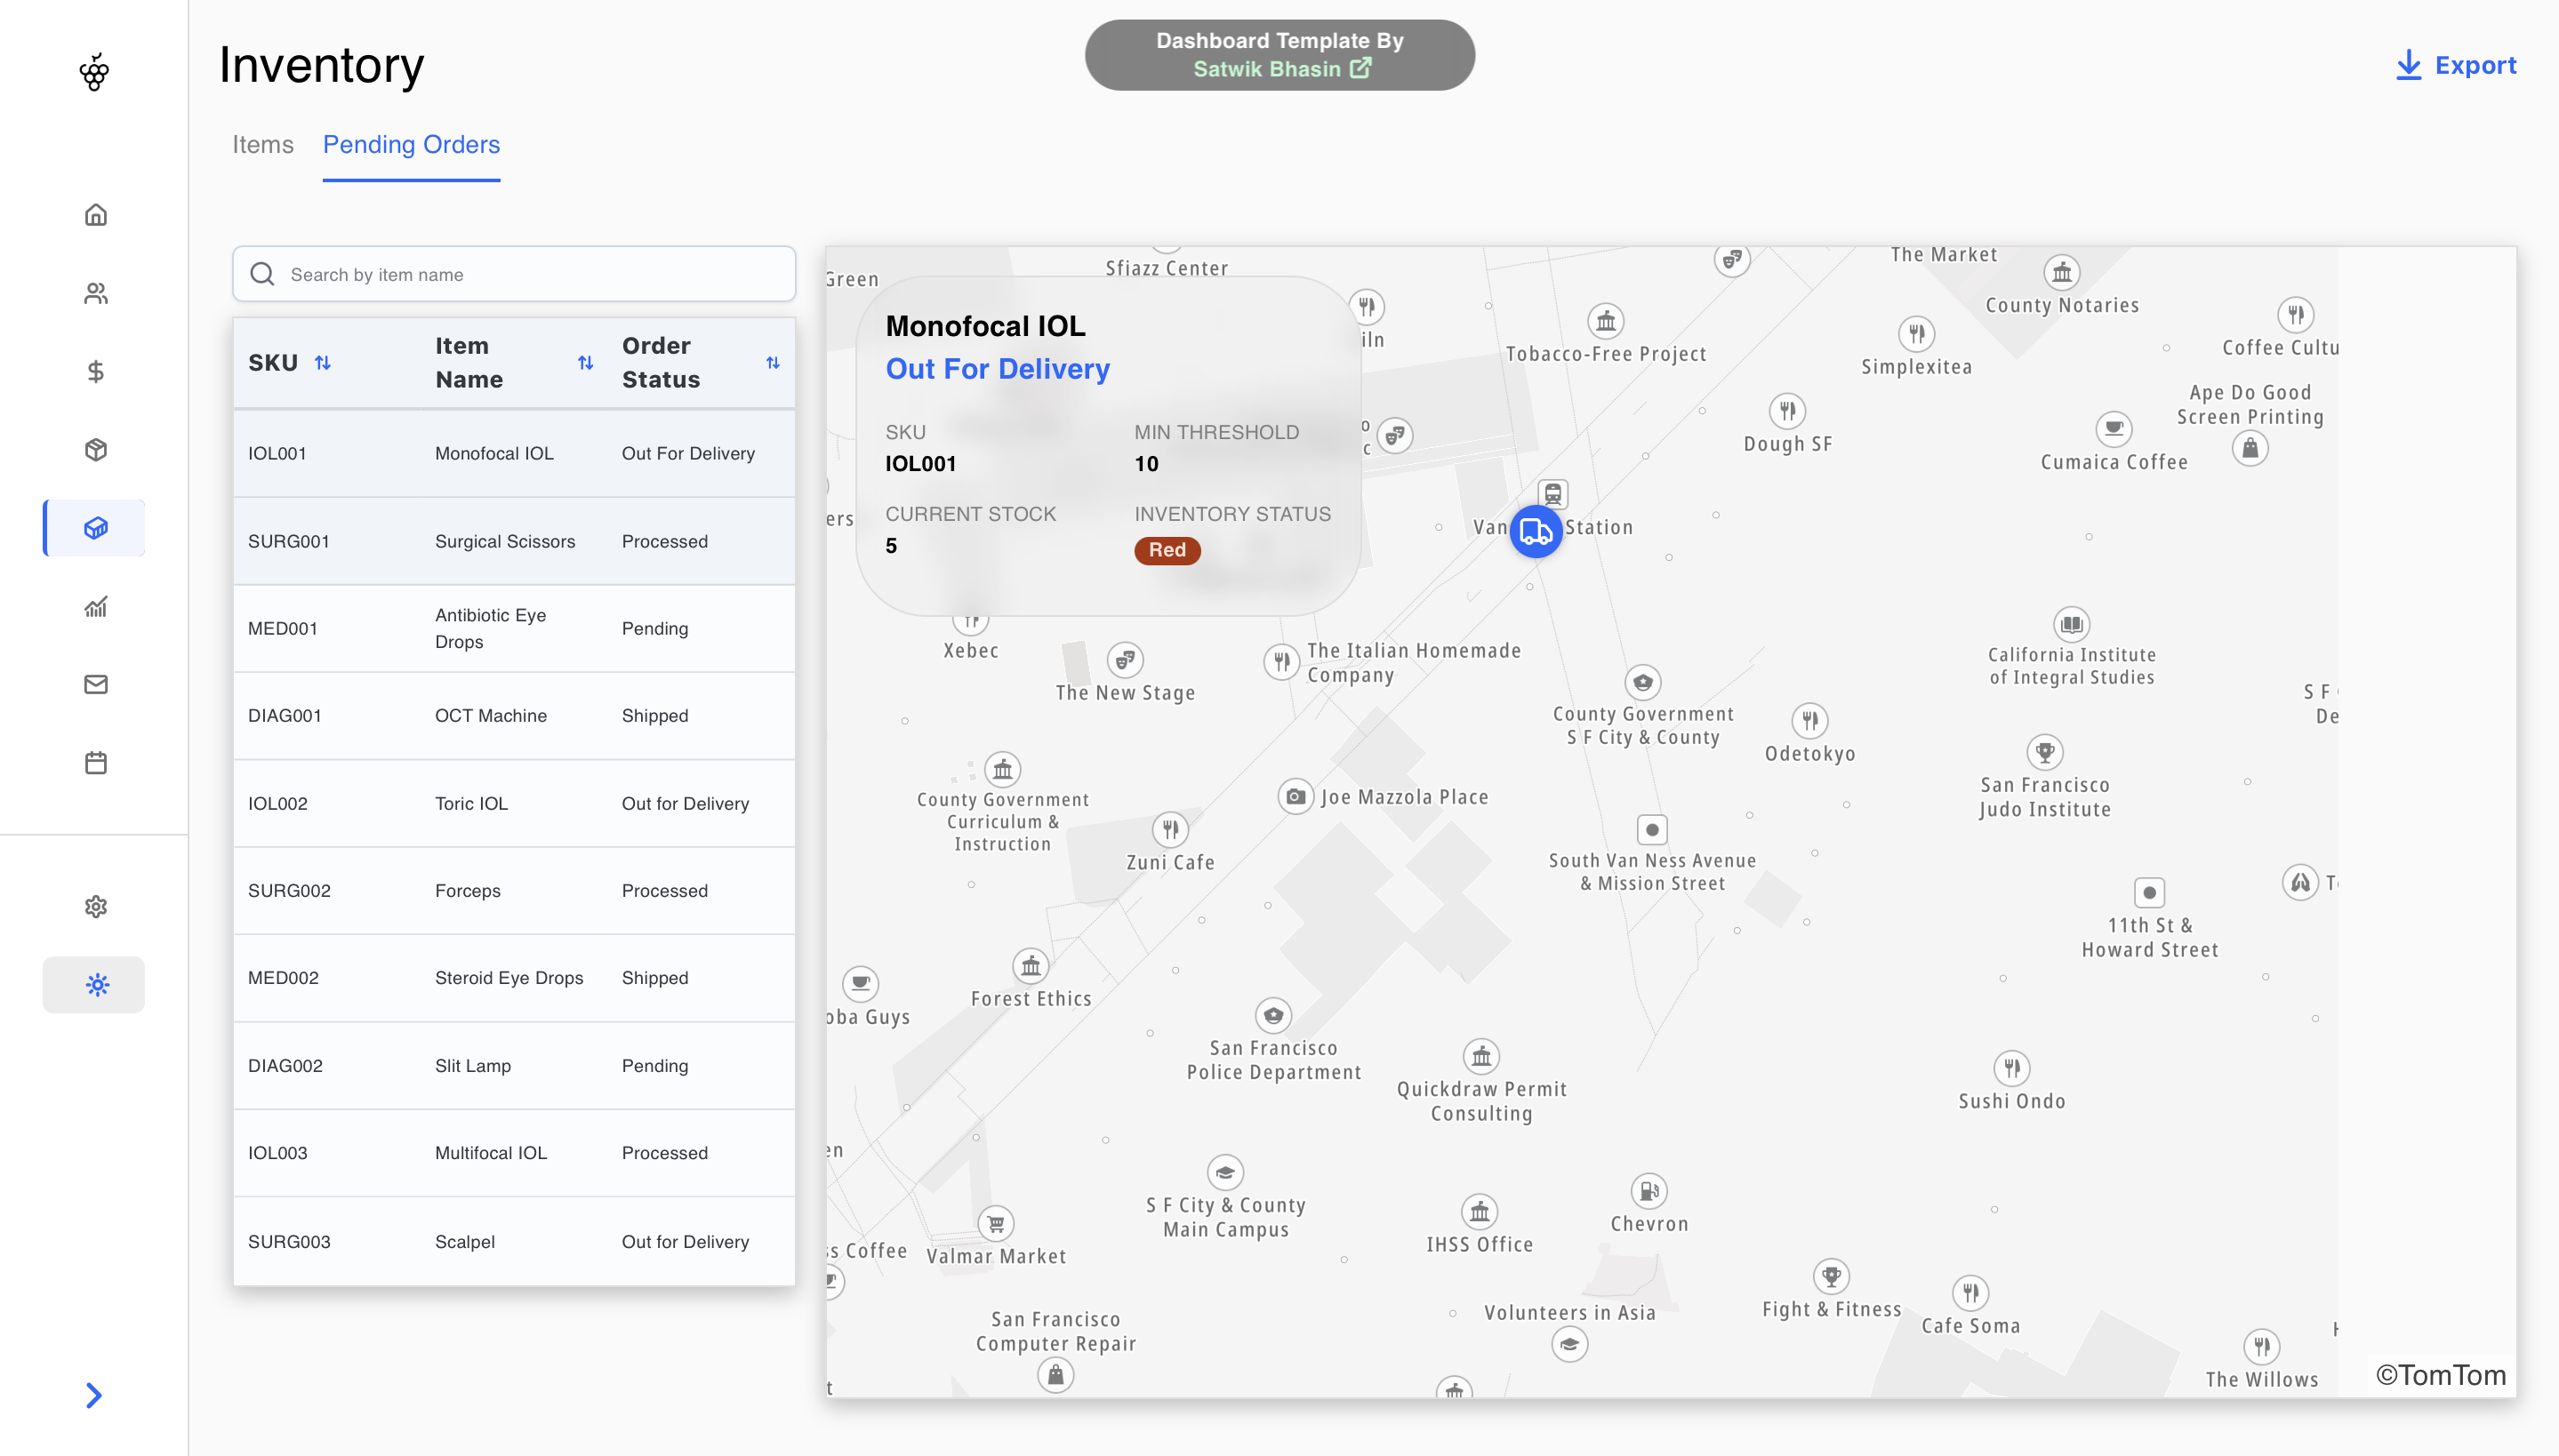 Inventory
Dashboard Template By
Satwik Bhasin
Export
Items
Pending Orders
Search by item name
SKU
Item
Name
Order
Status
IOL001
Monofocal IOL
Out For Delivery
SURG001
Surgical Scissors
Processed
MED001
Antibiotic Eye
Drops
Pending
DIAG001
OCT Machine
Shipped
IOL002
Toric IOL
Out for Delivery
SURG002
Forceps
Processed
MED002
Steroid Eye Drops
Shipped
DIAG002
Slit Lamp
Pending
IOL003
Multifocal IOL
Processed
SURG003
Scalpel
Out for Delivery
Monofocal IOL
Out For Delivery
SKU
IOL001
MIN THRESHOLD
10
CURRENT STOCK
5
INVENTORY STATUS
Red
Green
Sfiazz Center
The Market
County Notaries
Tobacco-Free Project
Simplexitea
Coffee Cultu
Ape Do Good
Screen Printing
Dough SF
Cumaica Coffee
Van
Station
Xebec
The New Stage
The Italian Homemade
Company
California Institute
of Integral Studies
S F
De
County Government
S F City & County
Odetokyo
San Francisco
Judo Institute
County Government
Curriculum &
Instruction
Joe Mazzola Place
Zuni Cafe
South Van Ness Avenue
& Mission Street
11th St &
Howard Street
Forest Ethics
oba Guys
San Francisco
Police Department
Quickdraw Permit
Consulting
Sushi Ondo
S F City & County
Main Campus
Chevron
IHSS Office
ss Coffee
Valmar Market
Volunteers in Asia
Fight & Fitness
Cafe Soma
San Francisco
Computer Repair
The Willows
©TomTom